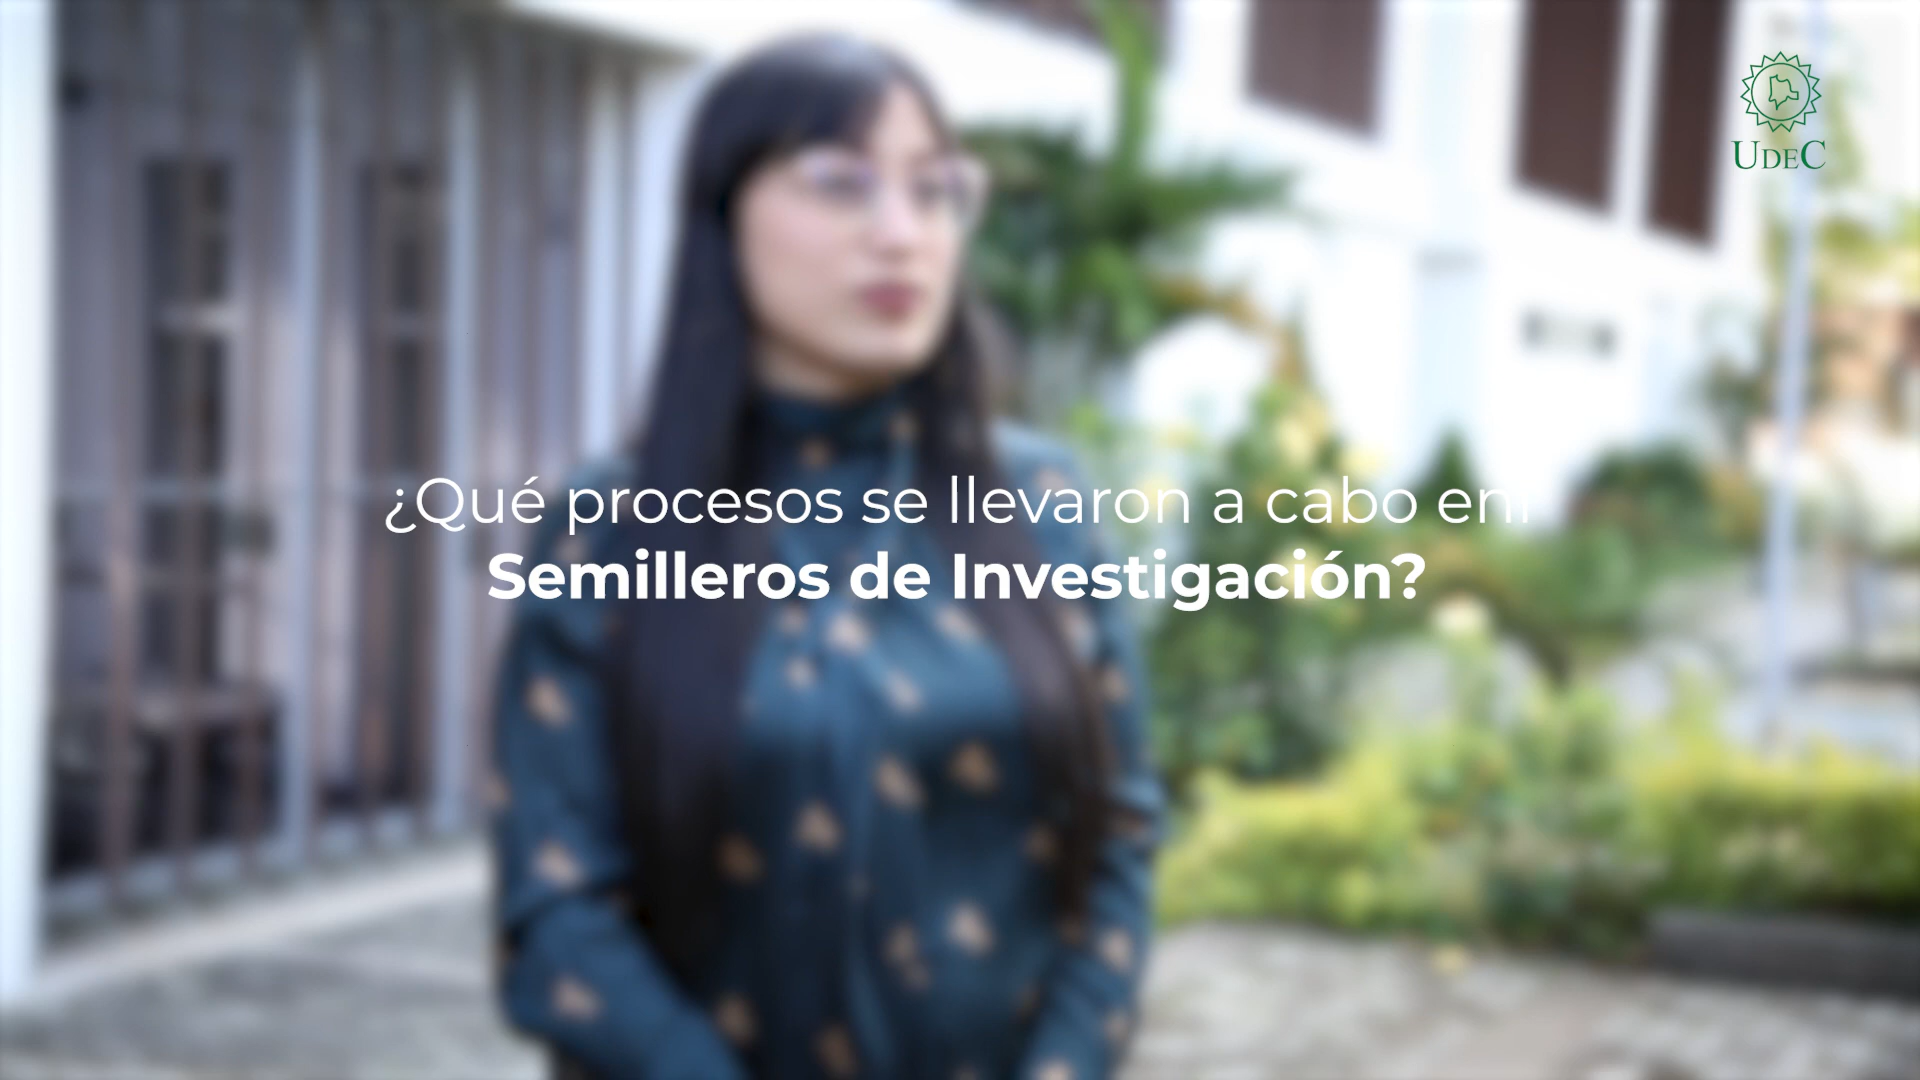 ¿Qué procesos se llevaron a cabo en
Semilleros de Investigación?
UDEC